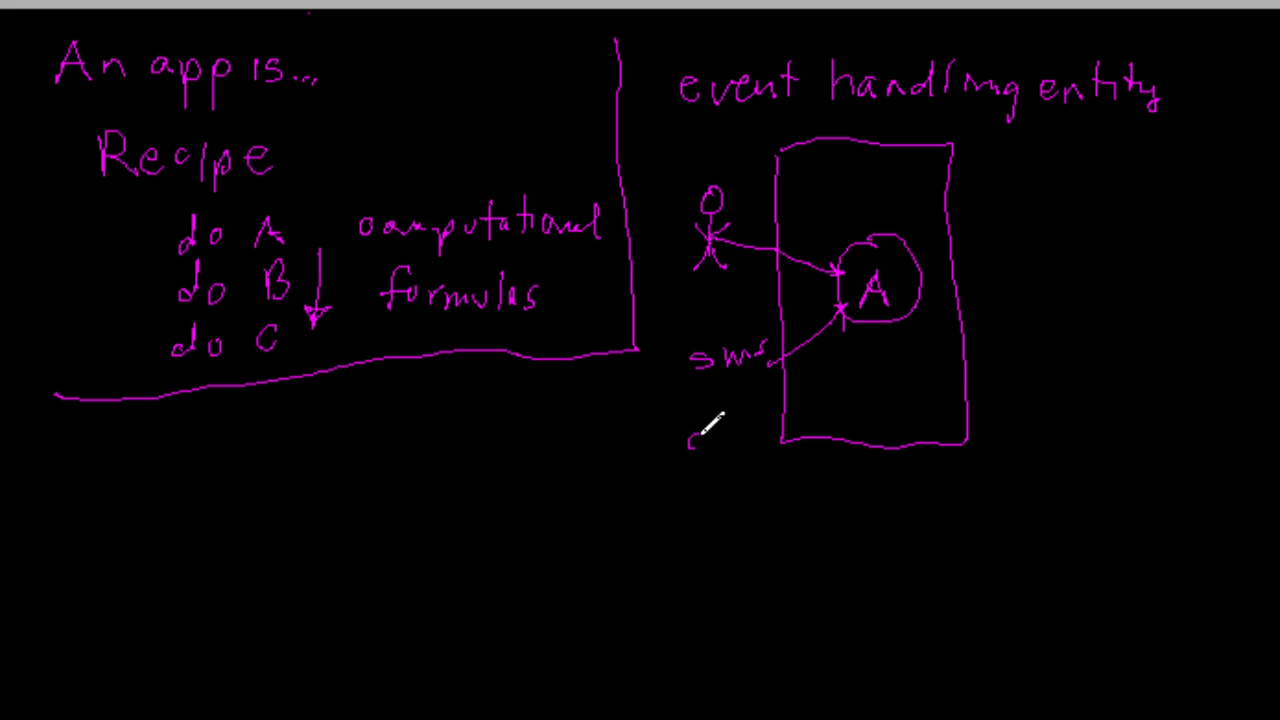 An app is...
Recipe
do A
do B
do C
computational
formulas
event handling entity
A
sms